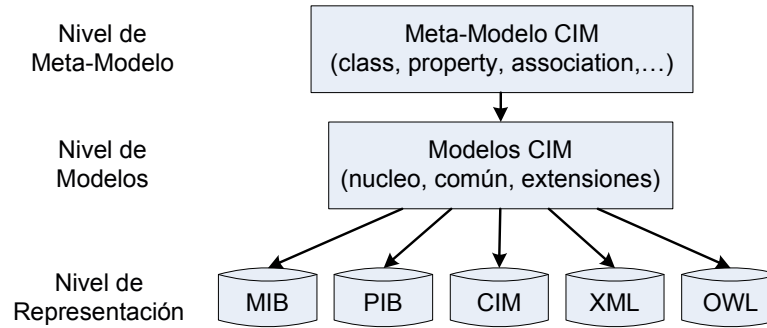 Nivel de
Meta-Modelo
Meta-Modelo CIM
(class, property, association,…)
Nivel de
Modelos
Modelos CIM
(nucleo, común, extensiones)
Nivel de
Representación
MIB
PIB
CIM
XML
OWL